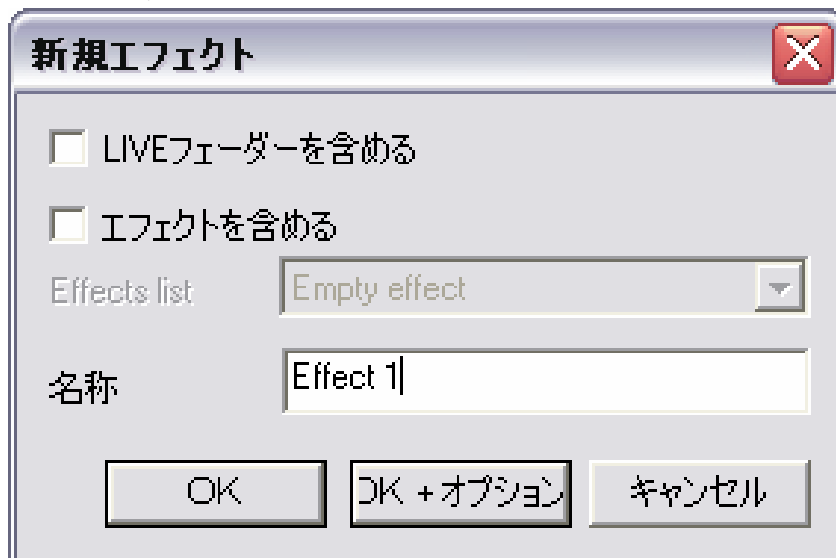 新規エフェクト
LIVEフェーダーを含める
エフェクトを含める
Effects list Empty effect
名称 Effect 1
OK OK + オプション キャンセル